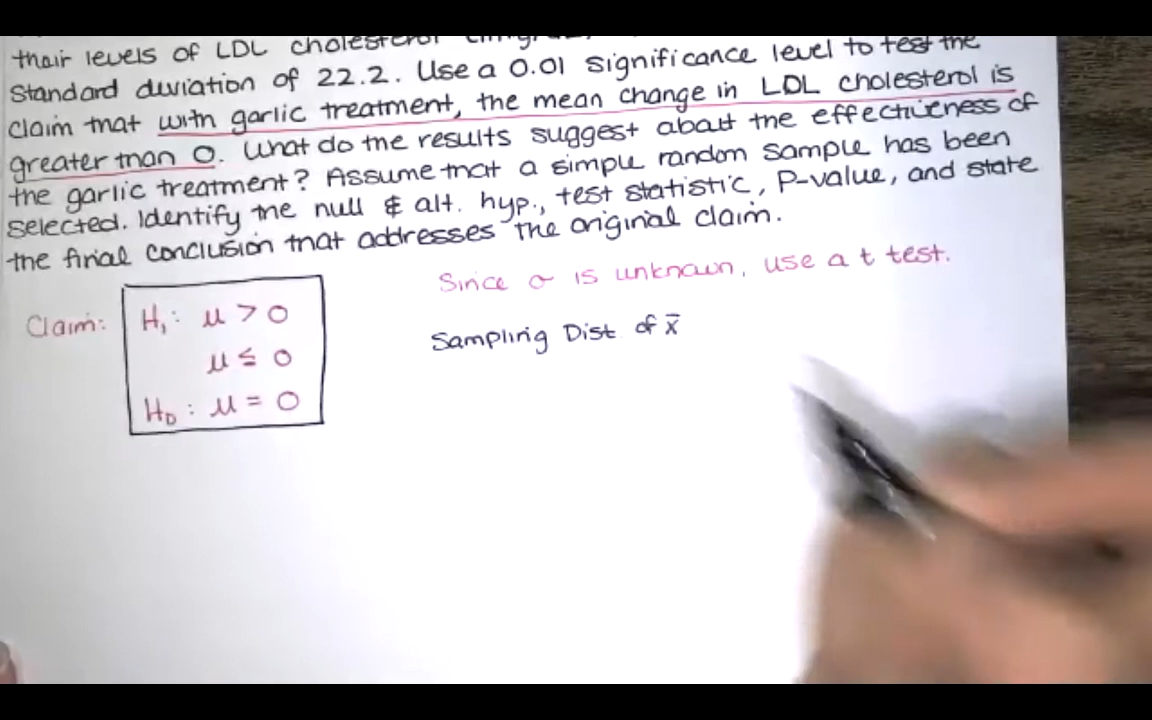 their levels of LDL cholesterol
standard deviation of 22.2. Use a 0.01 significance level to test the
claim that with garlic treatment, the mean change in LDL cholesterol is
greater than 0. What do the results suggest about the effectiveness of
the garlic treatment? Assume that a simple random sample has been
selected. Identify the null & alt. hyp., test statistic, P-value, and state
the final conclusion that addresses the original claim.
Since σ is unknown, use a t test.
Claim: H₁: μ > 0
μ ≤ 0
H₀: μ = 0
Sampling Dist of x̄